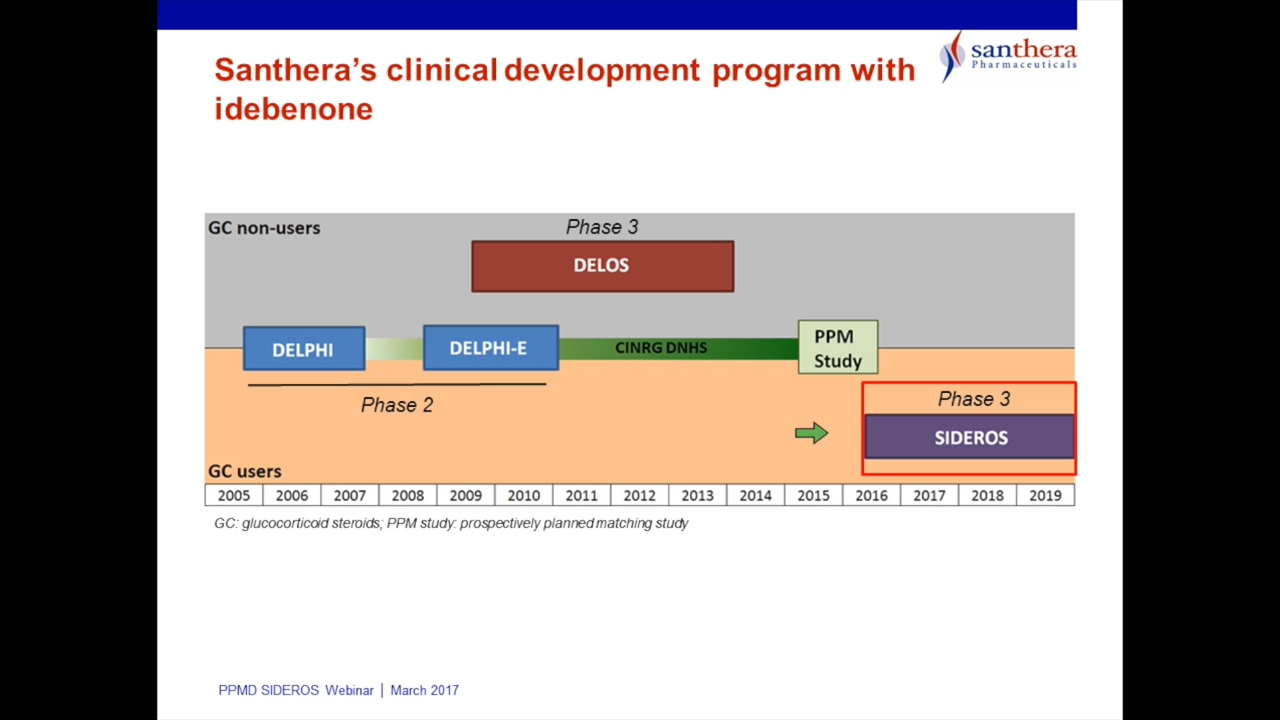 Santhera's clinical development program with
idebenone
santhera
Pharmaceuticals
GC non-users
Phase 3
DELOS
DELPHI
DELPHI-E
CINRG DNHS
PPM
Study
Phase 2
Phase 3
SIDEROS
GC users
2005 2006 2007 2008 2009 2010 2011 2012 2013 2014 2015 2016 2017 2018 2019
GC: glucocorticoid steroids; PPM study: prospectively planned matching study
PPMD SIDEROS Webinar | March 2017